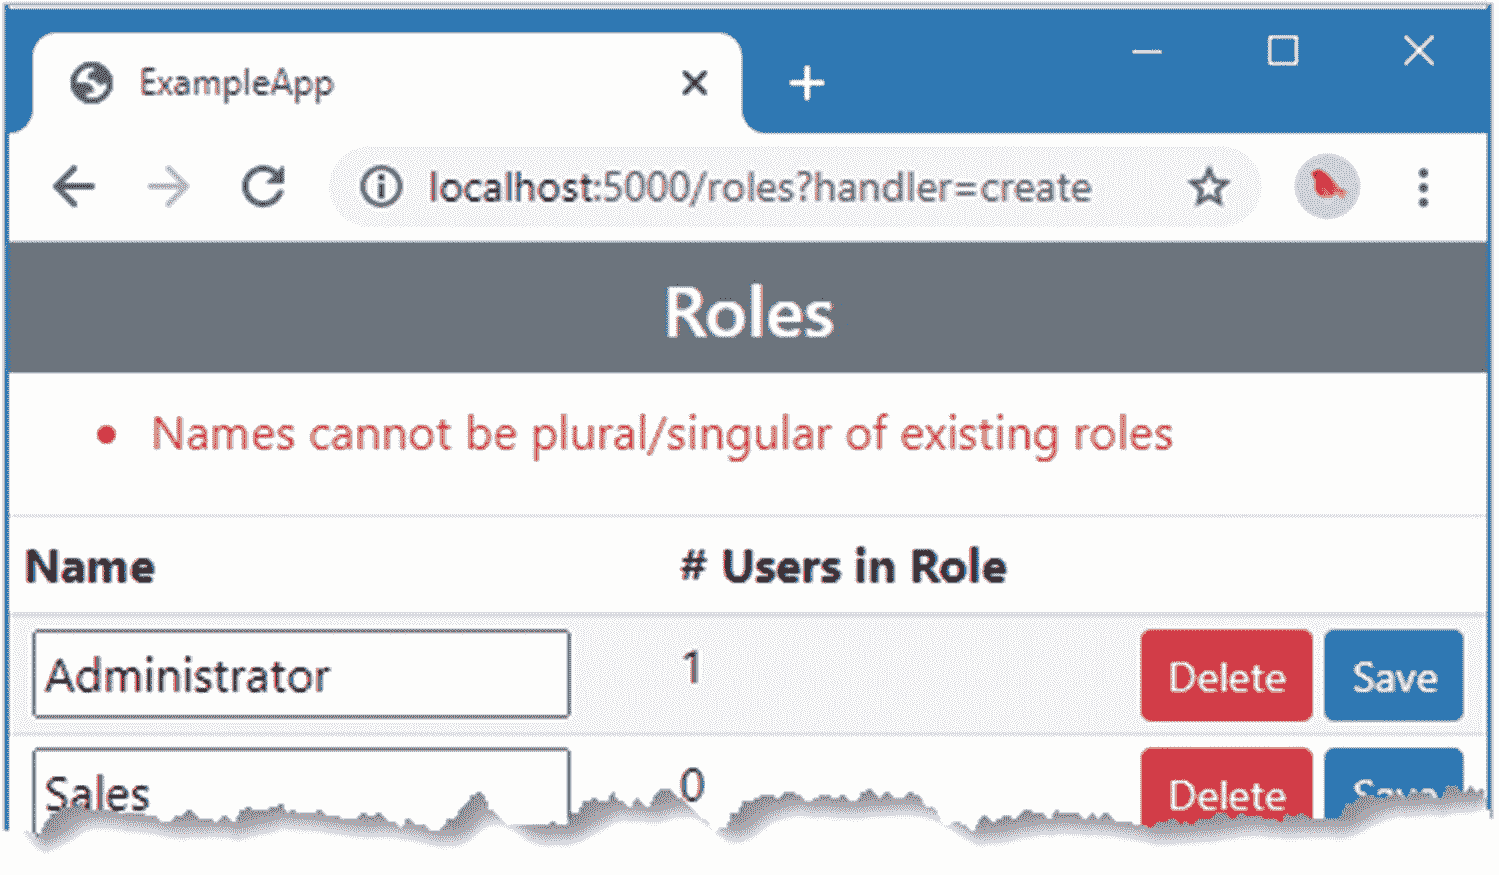 ExampleApp
localhost:5000/roles?handler=create
Roles
Names cannot be plural/singular of existing roles
Name # Users in Role
Administrator 1 Delete Save
Sales 0 Delete Save